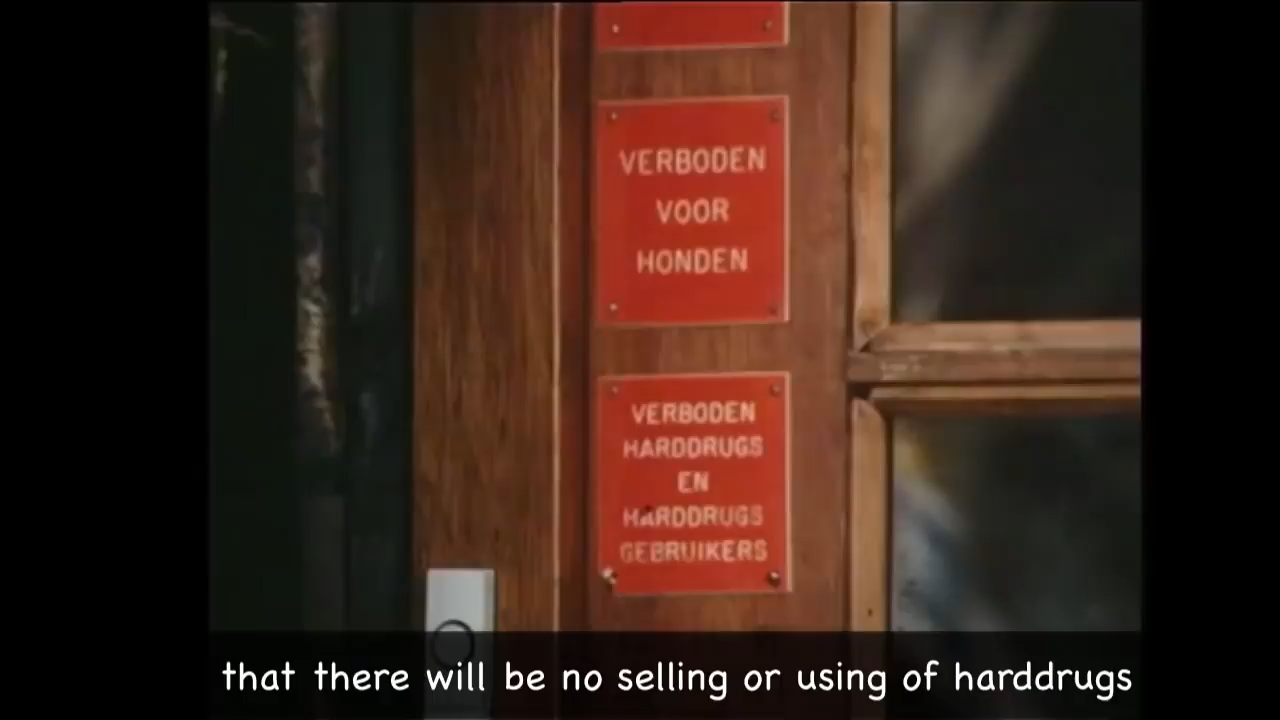 VERBODEN
VOOR
HONDEN
VERBODEN
HARDDRUGS
EN
HARDDRUGS
GEBRUIKERS
that there will be no selling or using of harddrugs